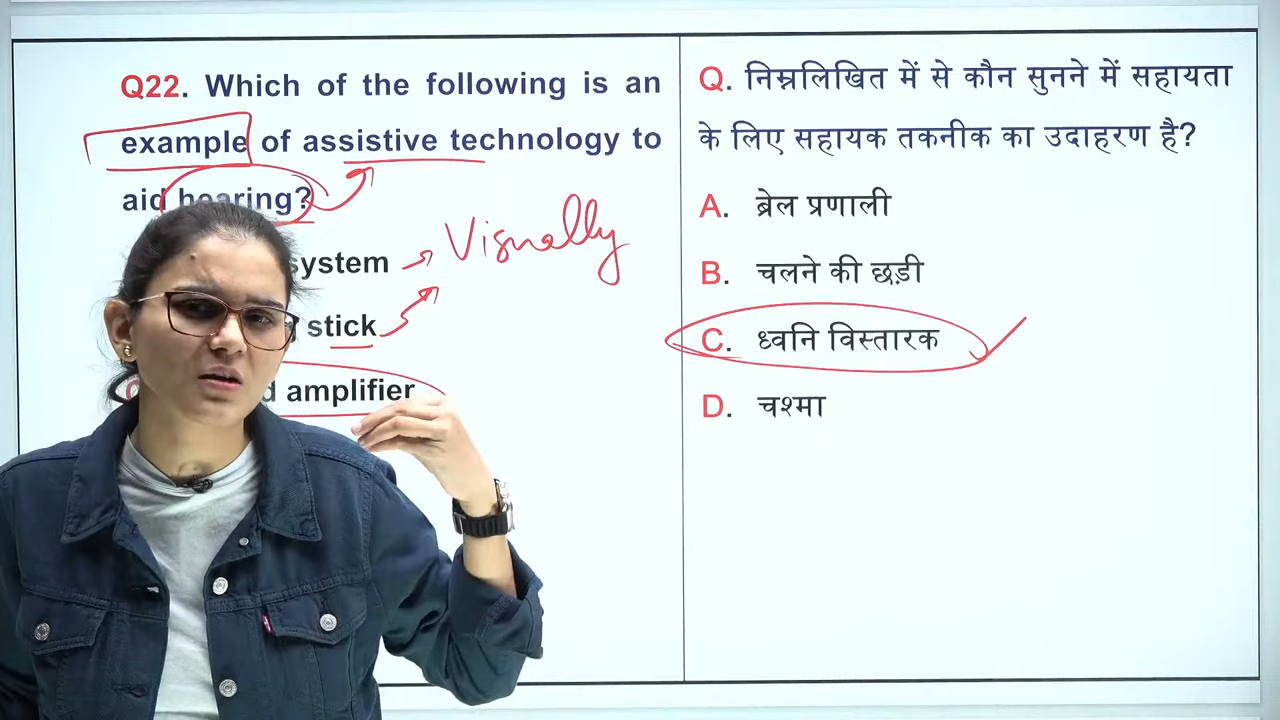 Q22. Which of the following is an
example of assistive technology to
aid hearing?
system
stick
amplifier
Visually
Q. निम्नलिखित में से कौन सुनने में सहायता
के लिए सहायक तकनीक का उदाहरण है?
A. ब्रेल प्रणाली
B. चलने की छड़ी
C. ध्वनि विस्तारक
D. चश्मा